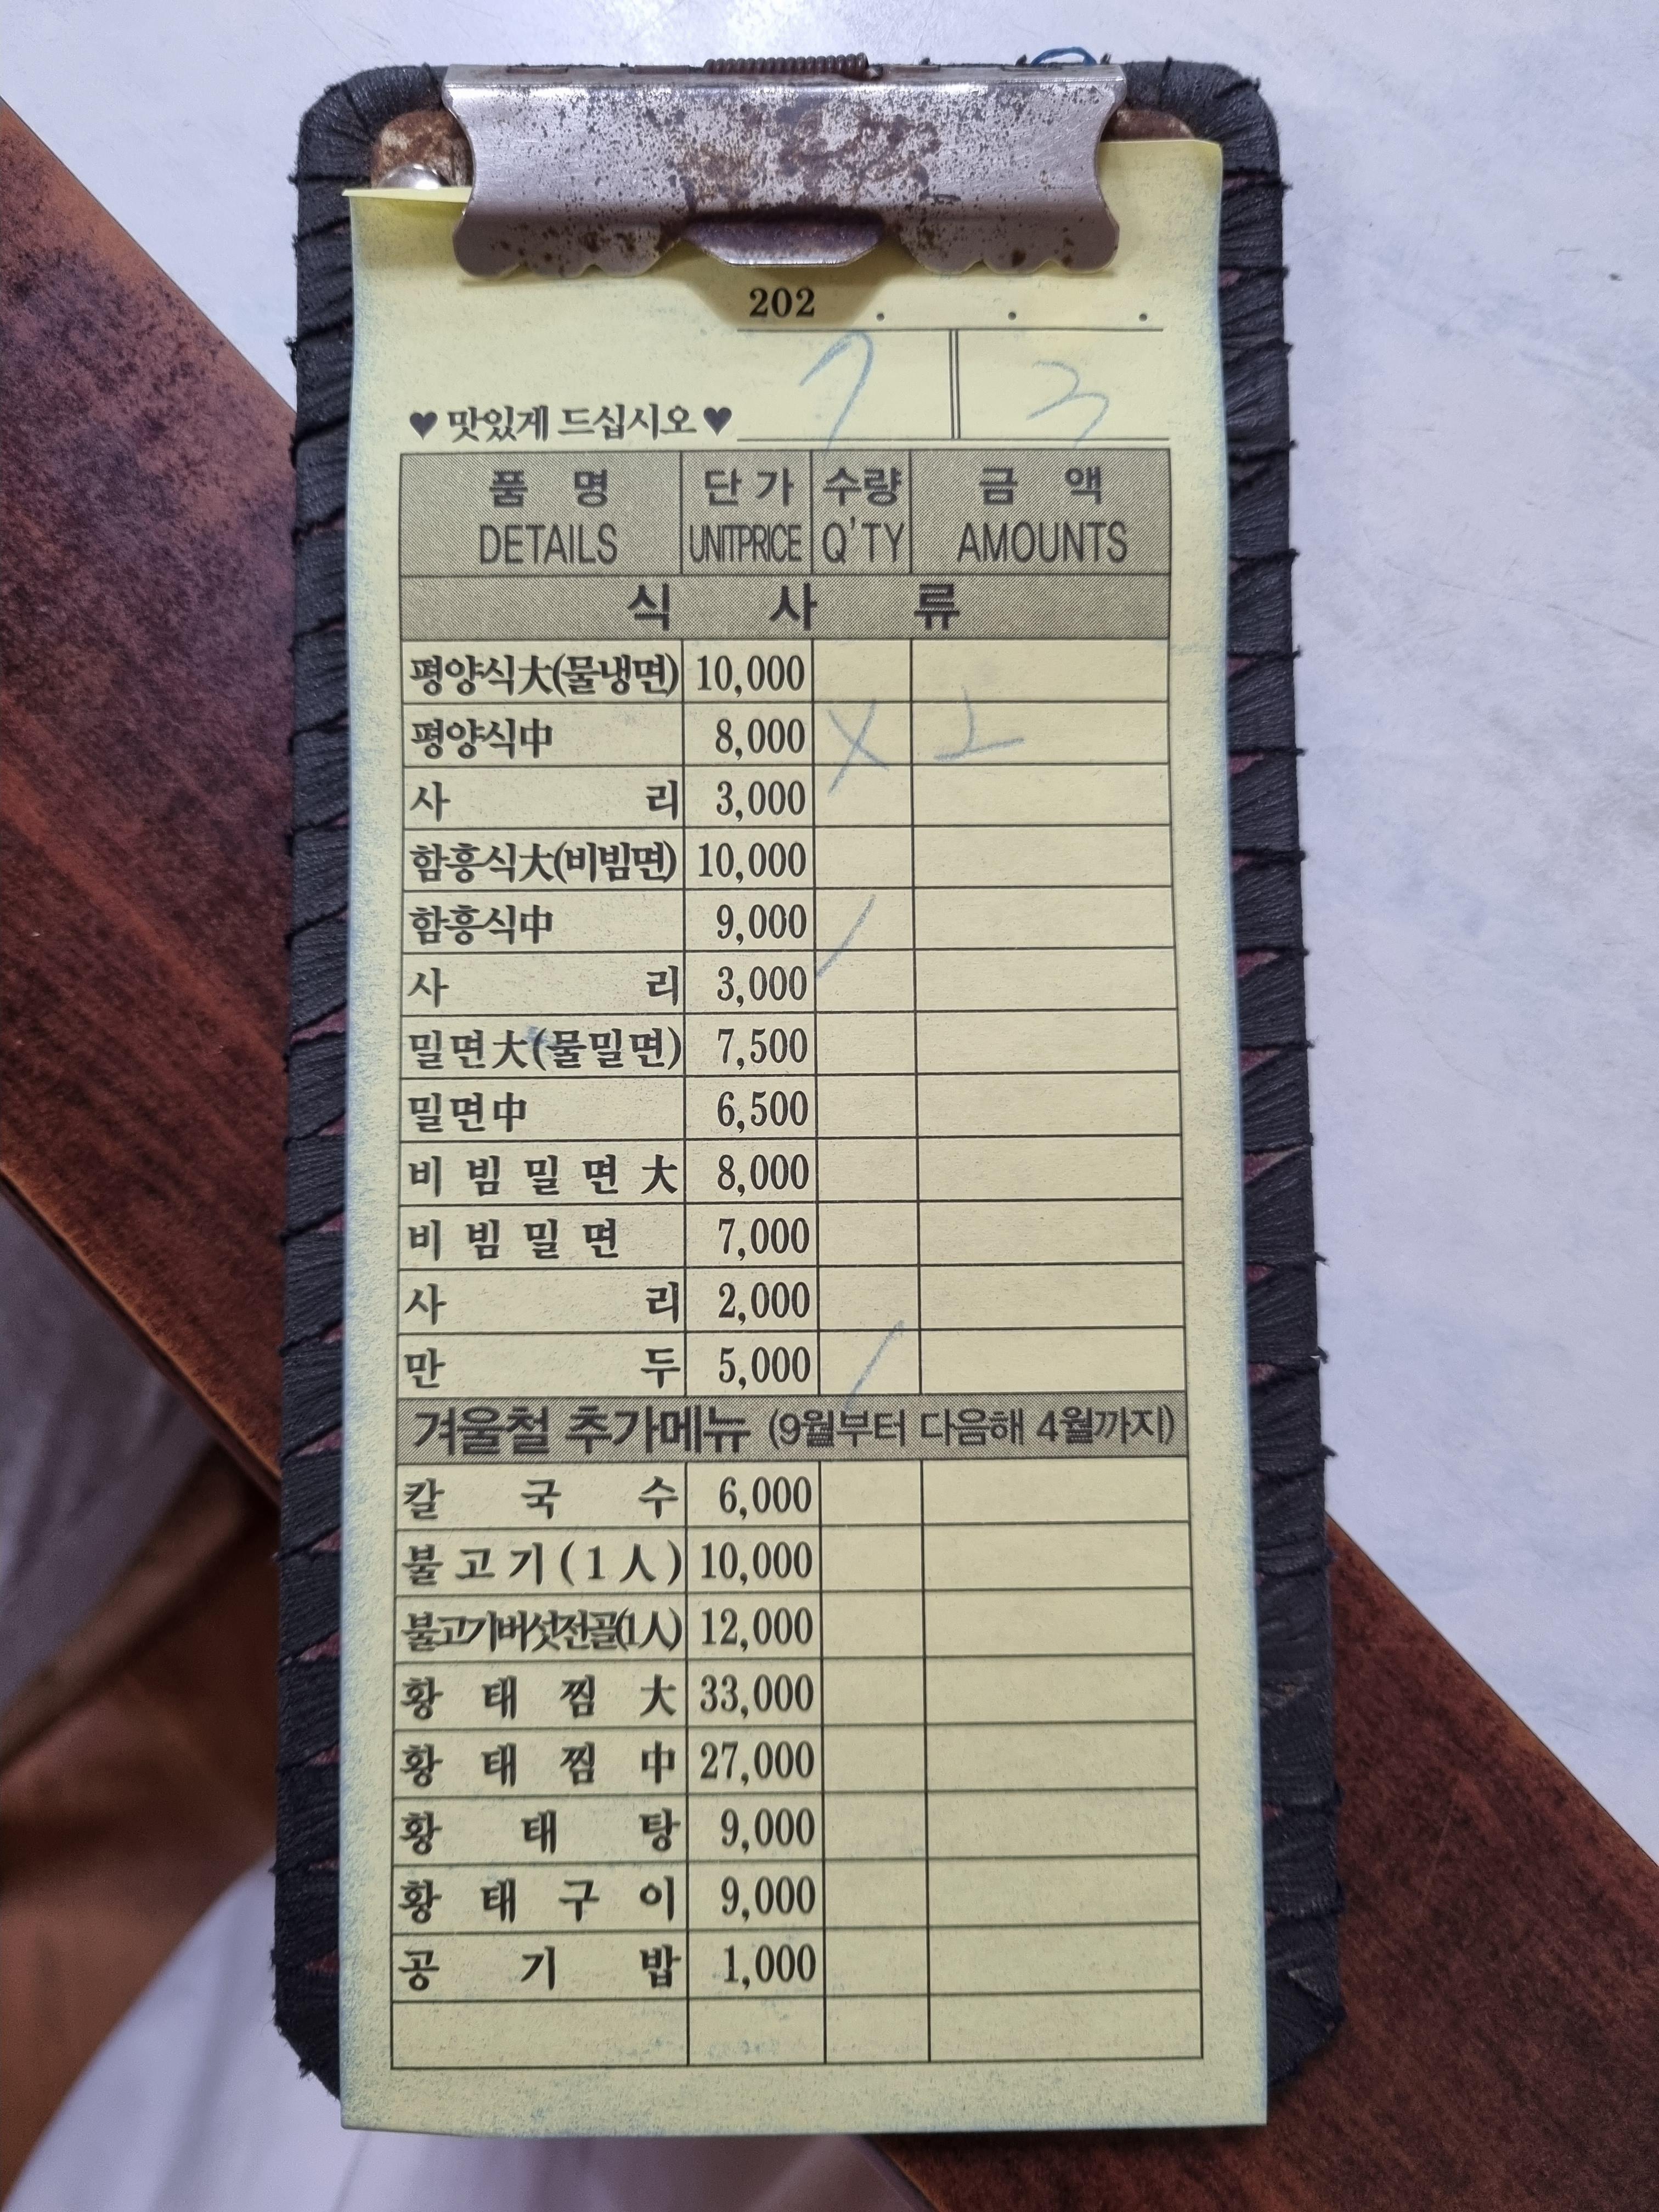 202 . . .
7 3
♥ 맛있게 드십시오 ♥
품 명 단가 수량 금 액
DETAILS UNITPRICE Q'TY AMOUNTS
식 사 류
평양식大(물냉면) 10,000
평양식中 8,000
사 리 3,000
함흥식大(비빔면) 10,000
함흥식中 9,000
사 리 3,000
밀면大(물밀면) 7,500
밀면中 6,500
비빔밀면大 8,000
비빔밀면 7,000
사 리 2,000
만 두 5,000
겨울철 추가메뉴 (9월부터 다음해 4월까지)
칼 국 수 6,000
불고기(1人) 10,000
불고기버섯전골(1人) 12,000
황 태 찜 大 33,000
황 태 찜 中 27,000
황 태 탕 9,000
황 태 구 이 9,000
공 기 밥 1,000